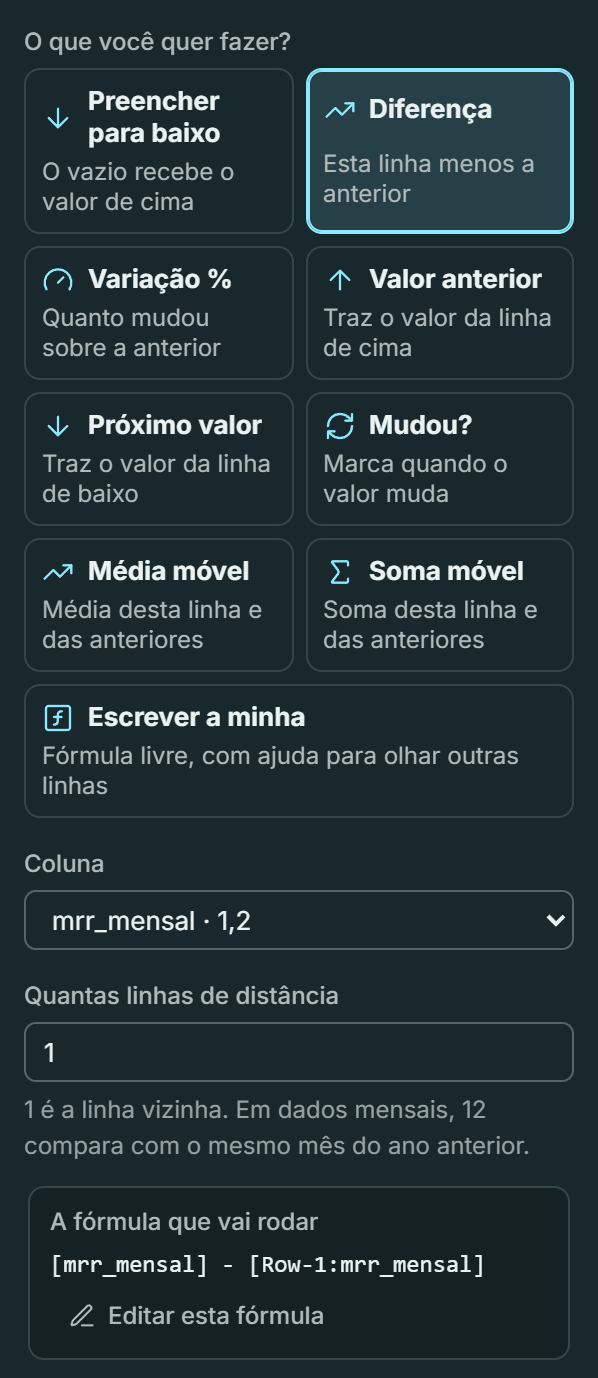 O que você quer fazer?
Preencher
para baixo
O vazio recebe o
valor de cima
Diferença
Esta linha menos a
anterior
Variação %
Quanto mudou
sobre a anterior
Valor anterior
Traz o valor da linha
de cima
Próximo valor
Traz o valor da linha
de baixo
Mudou?
Marca quando o
valor muda
Média móvel
Média desta linha e
das anteriores
Soma móvel
Soma desta linha e
das anteriores
Escrever a minha
Fórmula livre, com ajuda para olhar outras
linhas
Coluna
mrr_mensal · 1,2
Quantas linhas de distância
1
1 é a linha vizinha. Em dados mensais, 12
compara com o mesmo mês do ano anterior.
A fórmula que vai rodar
[mrr_mensal] - [Row-1:mrr_mensal]
Editar esta fórmula